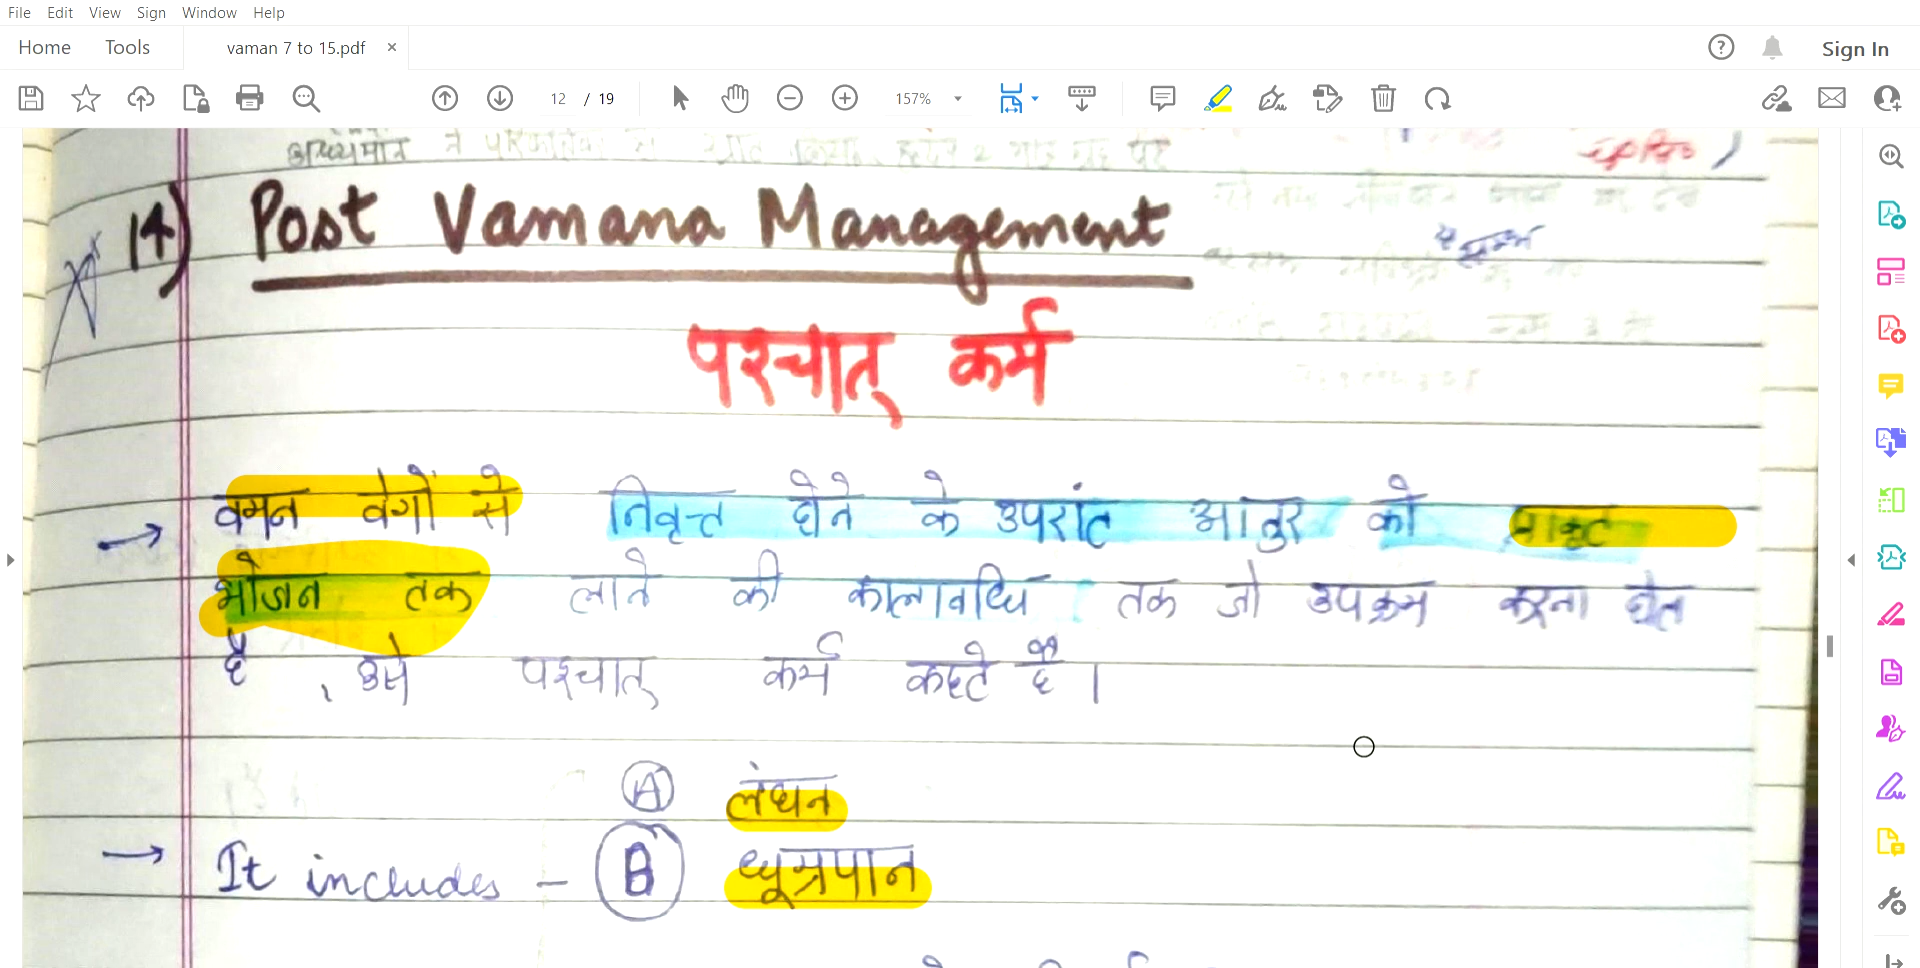 File Edit View Sign Window Help
Home Tools vaman 7 to 15.pdf × Sign In
12 / 19 157%
14) Post Vamana Management
पश्चात् कर्म
→ वमन वेगों से निवृत्त होने के उपरांत आतुर को प्राकृत
भोजन तक लाने की कालावधि तक जो उपक्रम करना होता
है, उसे पश्चात् कर्म कहते है।
A लंघन
→ It includes - B धूम्रपान